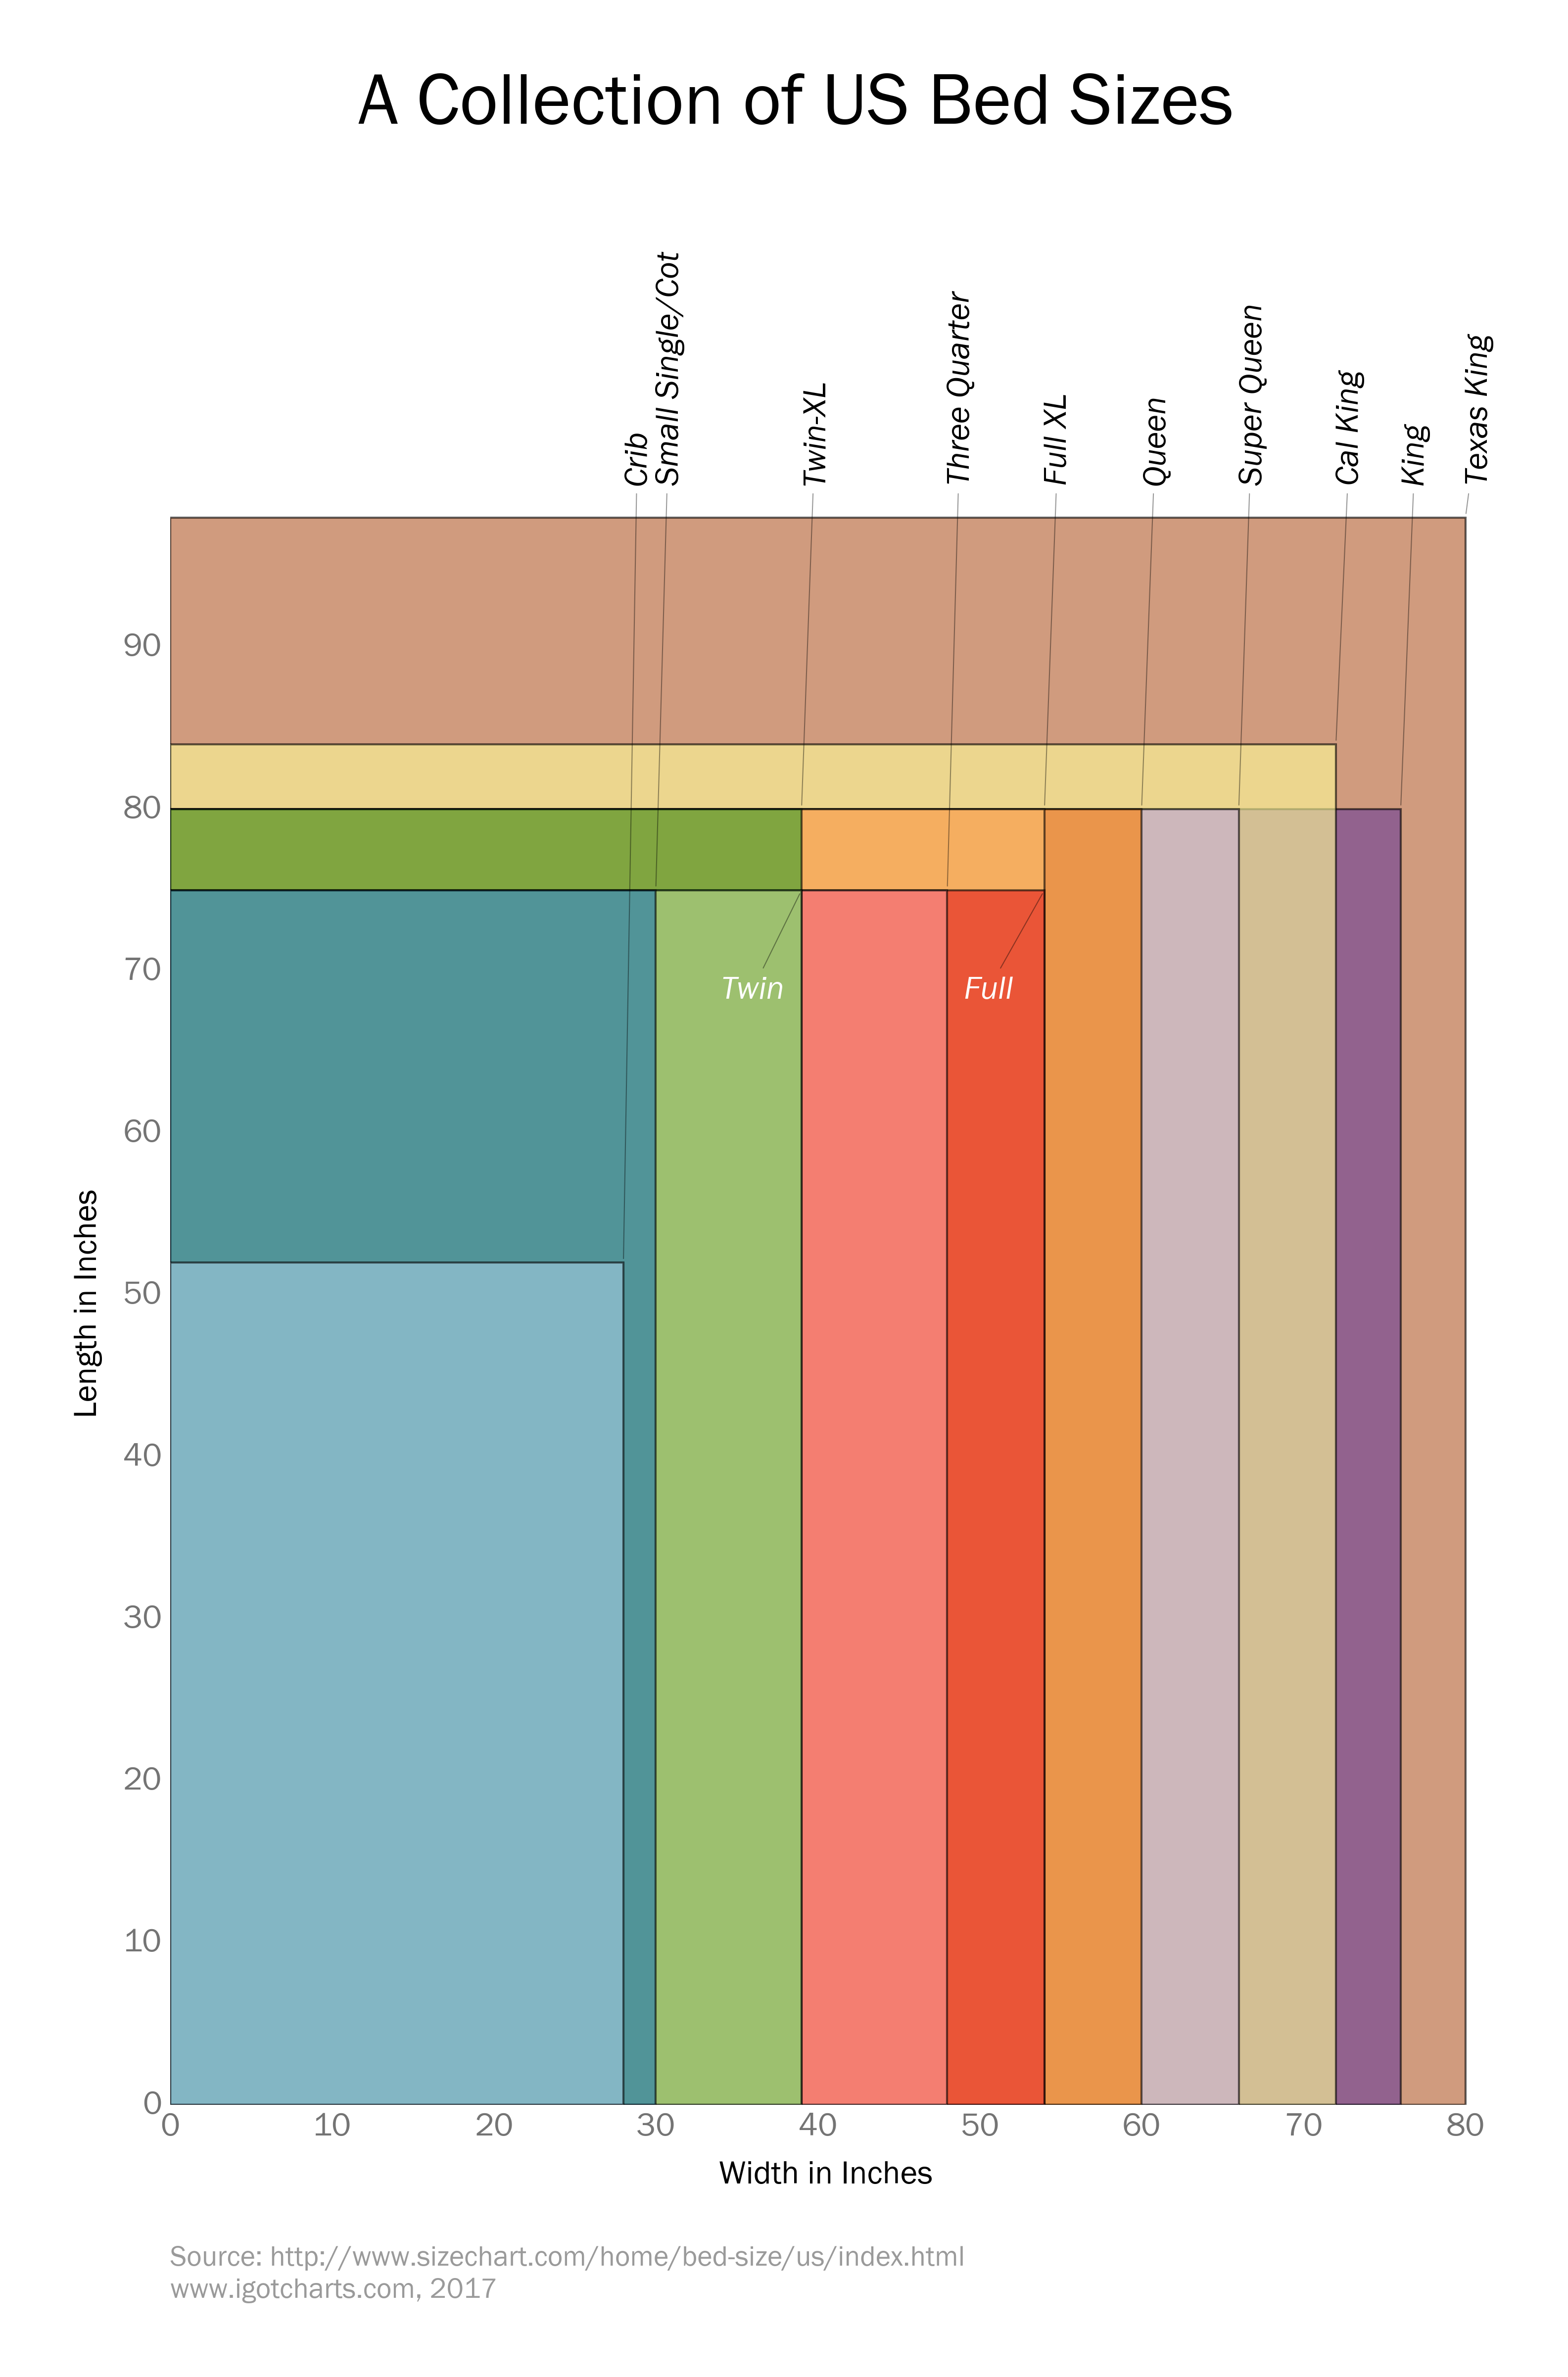 A Collection of US Bed Sizes
Crib
Small Single/Cot
Twin-XL
Three Quarter
Full XL
Queen
Super Queen
Cal King
King
Texas King
90
80
70
Twin
Full
60
50
40
30
20
10
0
Length in Inches
0 10 20 30 40 50 60 70 80
Width in Inches
Source: http://www.sizechart.com/home/bed-size/us/index.html
www.igotcharts.com, 2017